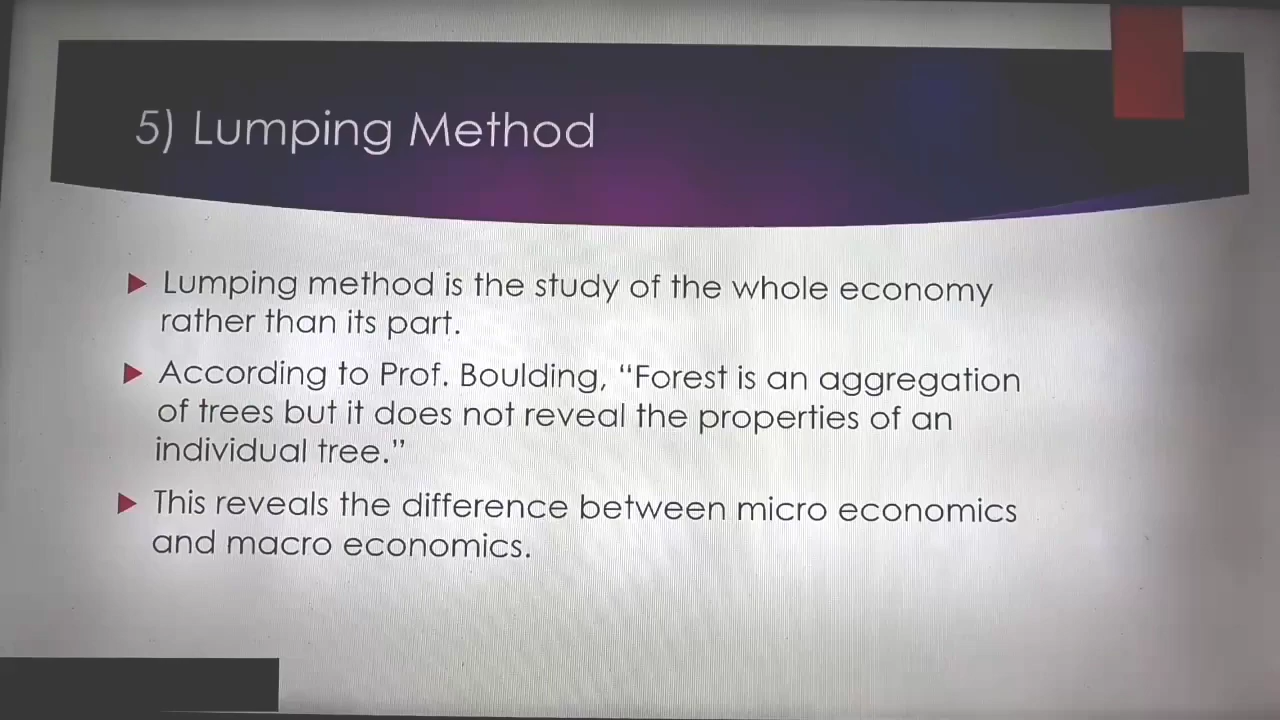 5) Lumping Method
Lumping method is the study of the whole economy
rather than its part.
According to Prof. Boulding, “Forest is an aggregation
of trees but it does not reveal the properties of an
individual tree.”
This reveals the difference between micro economics
and macro economics.